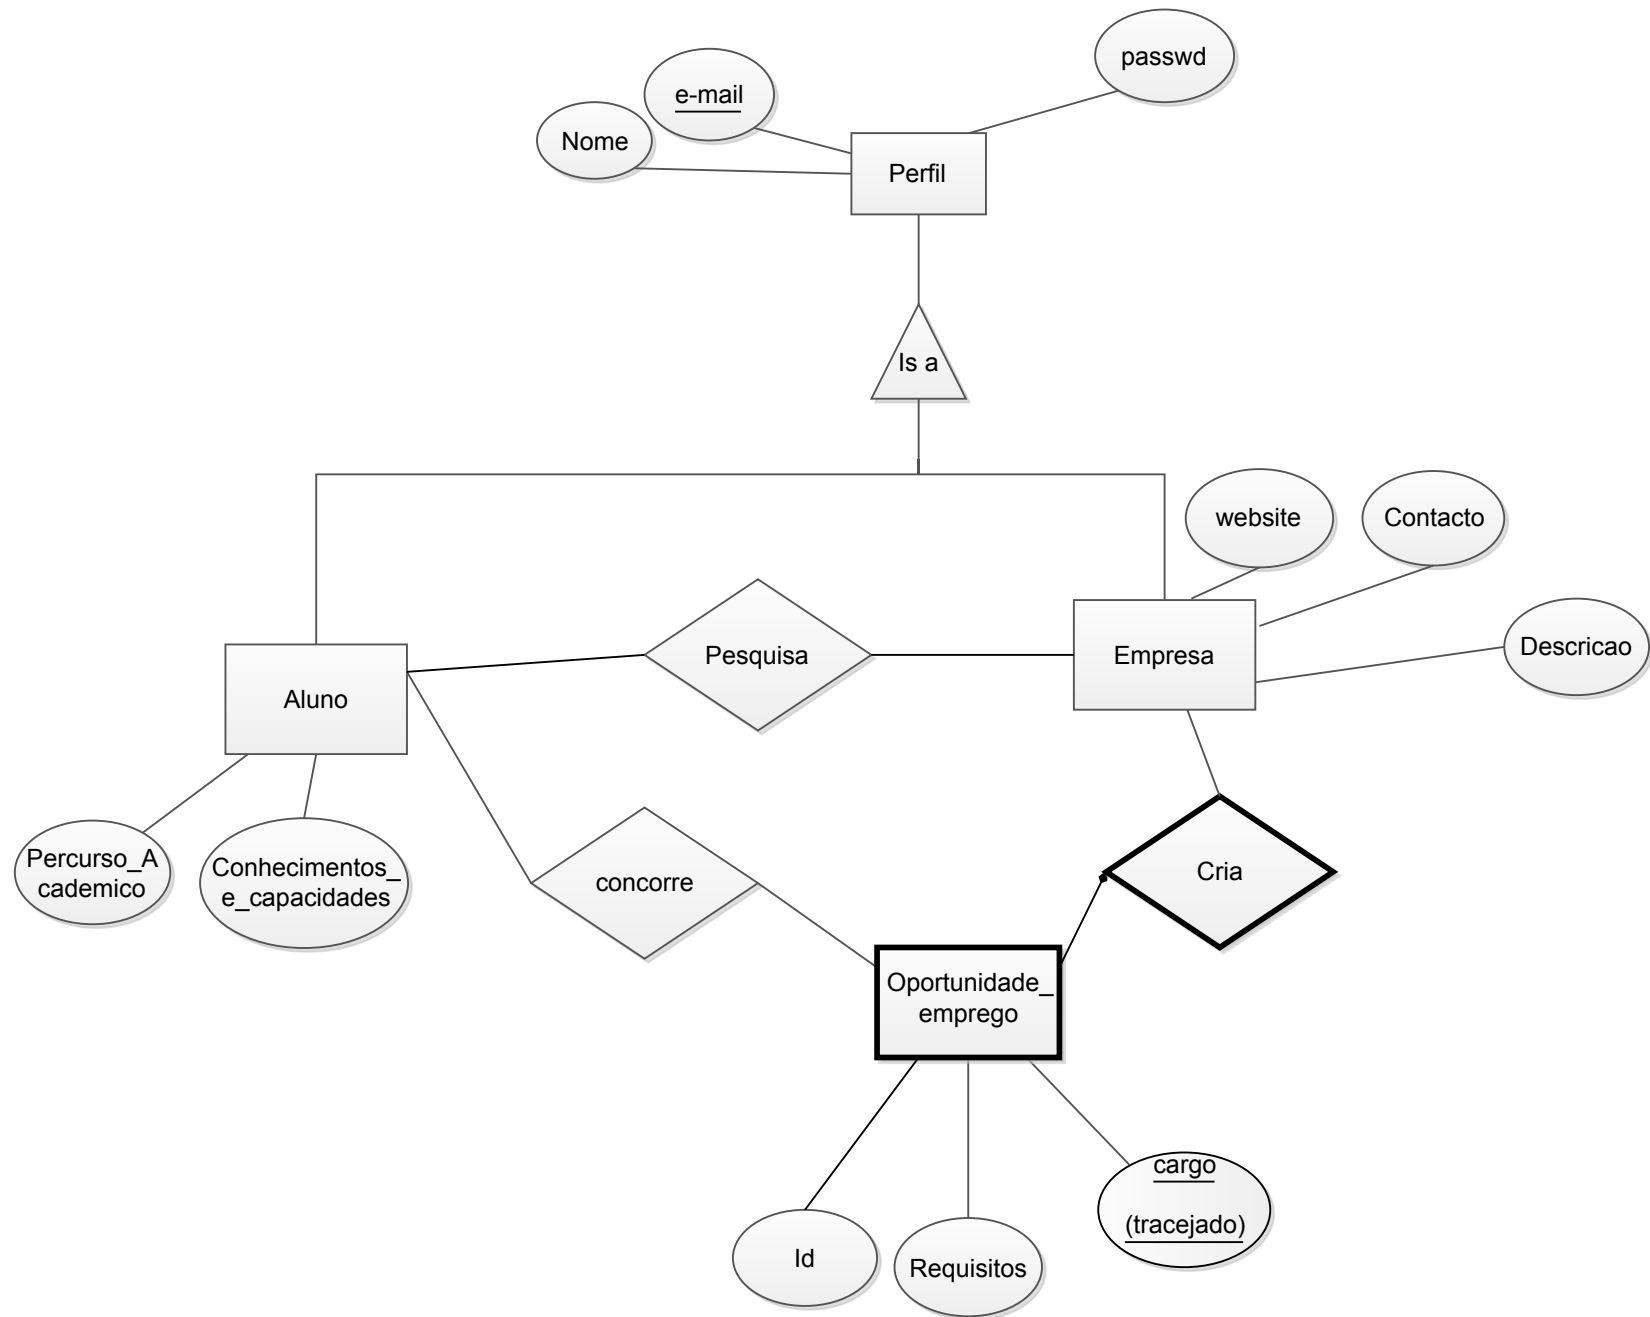 passwd
e-mail
Nome
Perfil
Is a
website
Contacto
Descricao
Pesquisa
Empresa
Aluno
Percurso_A
cademico
Conhecimentos_
e_capacidades
concorre
Cria
Oportunidade_
emprego
cargo
(tracejado)
Id
Requisitos